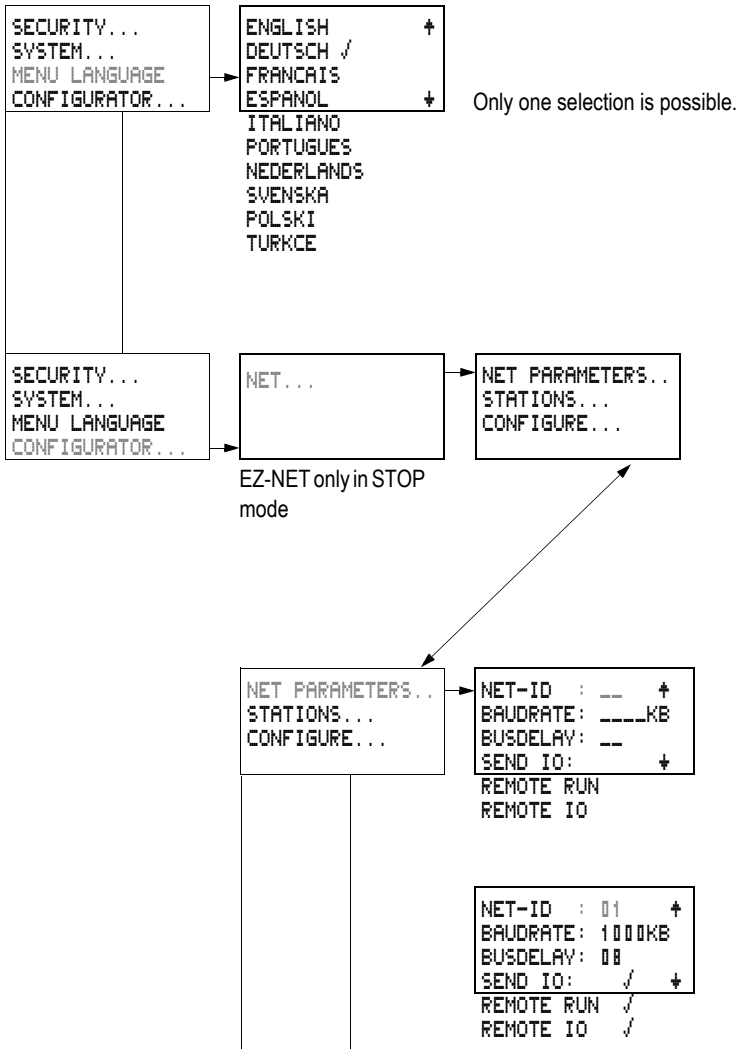 SECURITY...
SYSTEM...
MENU LANGUAGE
CONFIGURATOR...
ENGLISH ↑
DEUTSCH √
FRANCAIS
ESPANOL ↓
ITALIANO
PORTUGUES
NEDERLANDS
SVENSKA
POLSKI
TURKCE
Only one selection is possible.
SECURITY...
SYSTEM...
MENU LANGUAGE
CONFIGURATOR...
NET...
EZ-NET only in STOP
mode
NET PARAMETERS..
STATIONS...
CONFIGURE...
NET PARAMETERS..
STATIONS...
CONFIGURE...
NET-ID : __ ↑
BAUDRATE: ____KB
BUSDELAY: __
SEND IO: ↓
REMOTE RUN
REMOTE IO
NET-ID : 01 ↑
BAUDRATE: 1000KB
BUSDELAY: 08
SEND IO: √ ↓
REMOTE RUN √
REMOTE IO √